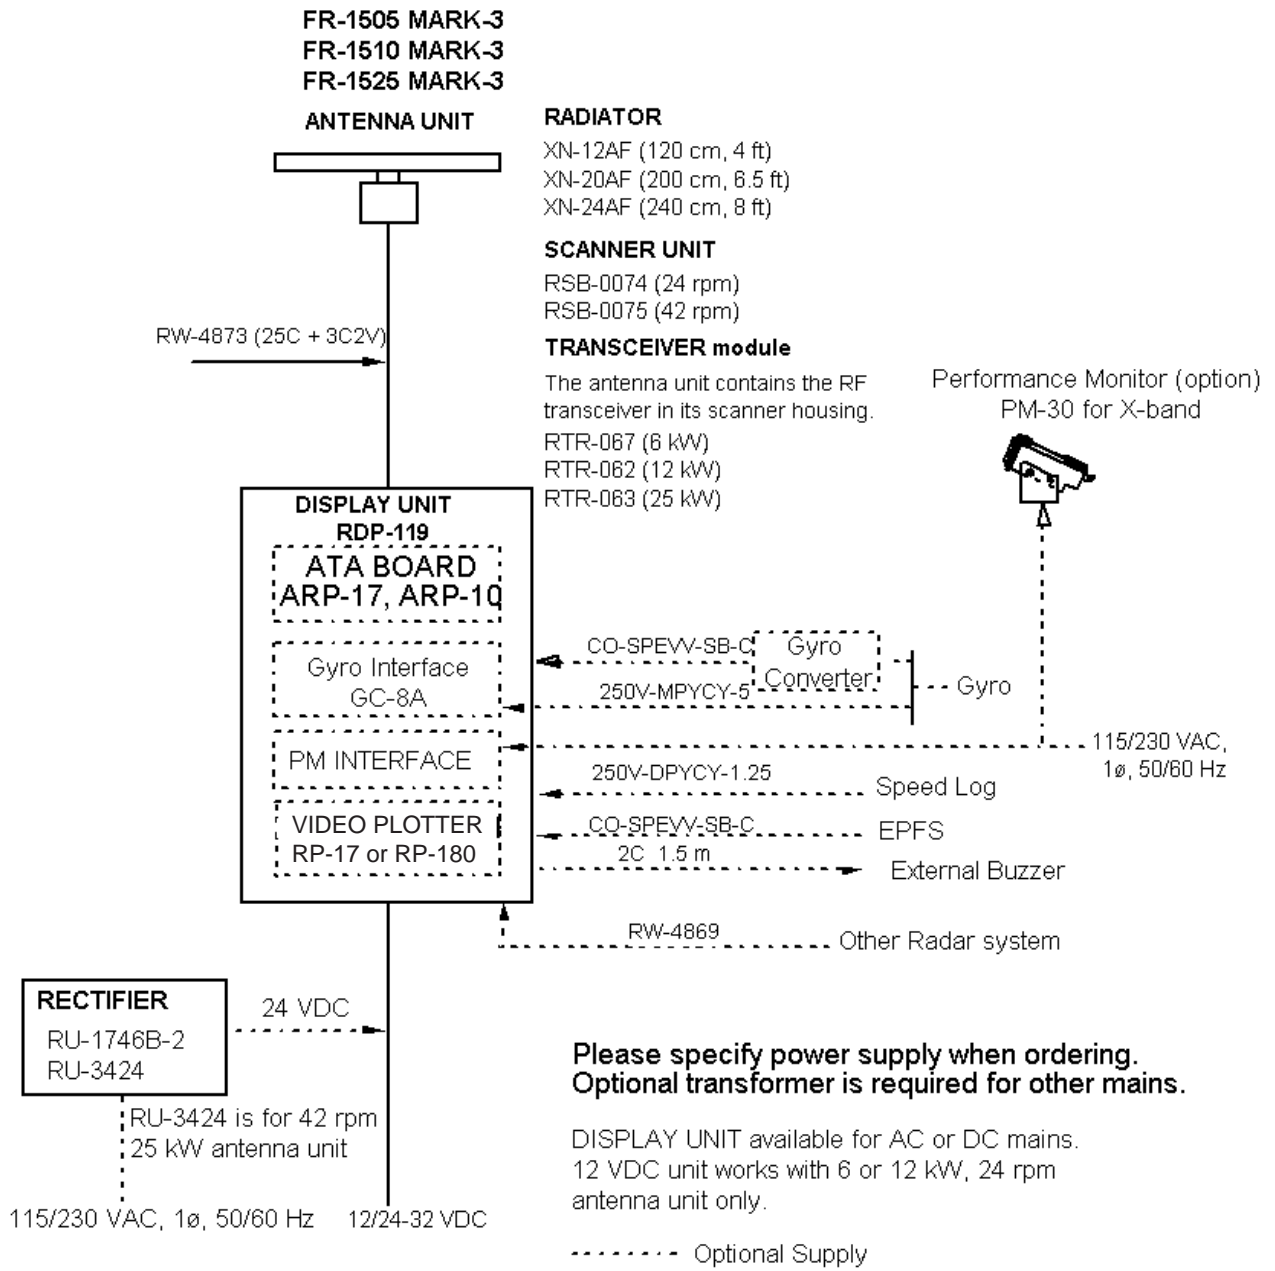 FR-1505 MARK-3
FR-1510 MARK-3
FR-1525 MARK-3
ANTENNA UNIT
RADIATOR
XN-12AF (120 cm, 4 ft)
XN-20AF (200 cm, 6.5 ft)
XN-24AF (240 cm, 8 ft)
SCANNER UNIT
RSB-0074 (24 rpm)
RSB-0075 (42 rpm)
RW-4873 (25C + 3C2V)
TRANSCEIVER module
The antenna unit contains the RF
transceiver in its scanner housing.
RTR-067 (6 kW)
RTR-062 (12 kW)
RTR-063 (25 kW)
Performance Monitor (option)
PM-30 for X-band
DISPLAY UNIT
RDP-119
ATA BOARD
ARP-17, ARP-10
Gyro Interface
GC-8A
PM INTERFACE
VIDEO PLOTTER
RP-17 or RP-180
CO-SPEVV-SB-C
Gyro
Converter
250V-MPYCY-5
Gyro
115/230 VAC,
1ø, 50/60 Hz
250V-DPYCY-1.25
Speed Log
CO-SPEVV-SB-C
EPFS
2C 1.5 m
External Buzzer
RW-4869
Other Radar system
RECTIFIER
RU-1746B-2
RU-3424
24 VDC
RU-3424 is for 42 rpm
25 kW antenna unit
115/230 VAC, 1ø, 50/60 Hz
12/24-32 VDC
Please specify power supply when ordering.
Optional transformer is required for other mains.
DISPLAY UNIT available for AC or DC mains.
12 VDC unit works with 6 or 12 kW, 24 rpm
antenna unit only.
Optional Supply